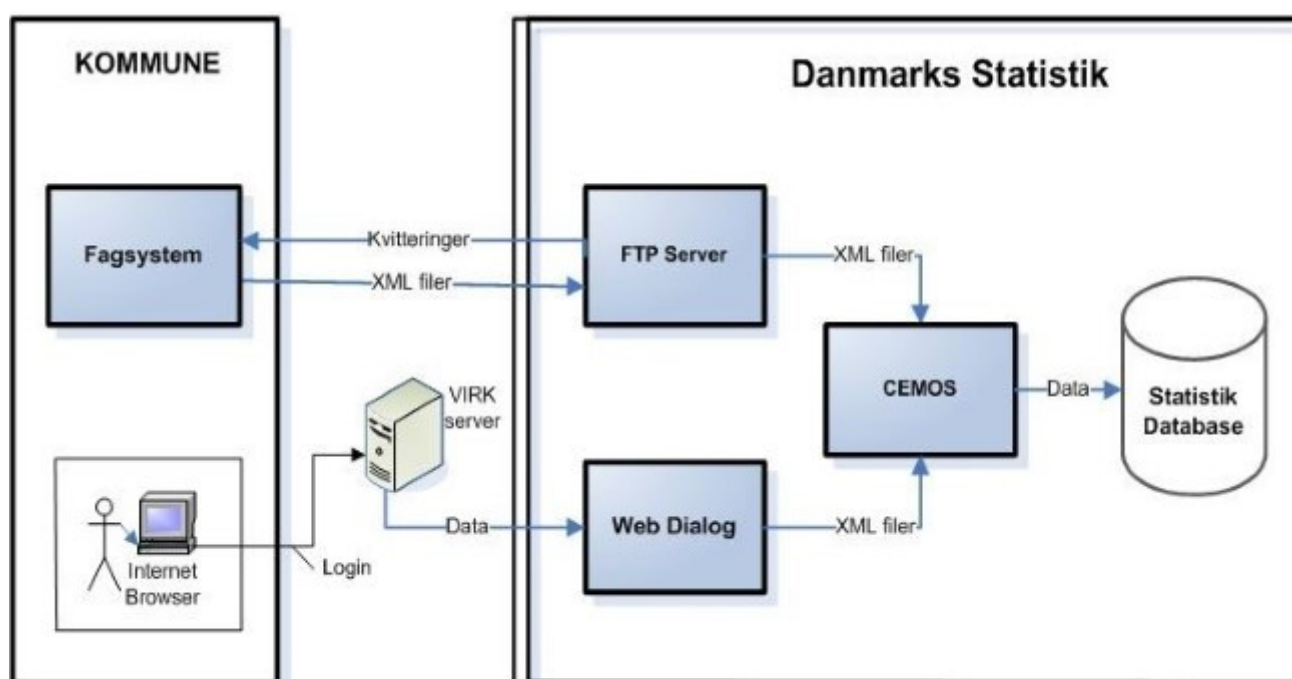 KOMMUNE
Danmarks Statistik
Fagsystem
Kvitteringer
XML filer
FTP Server
XML filer
CEMOS
Data
Statistik
Database
VIRK
server
Internet
Browser
Login
Data
Web Dialog
XML filer